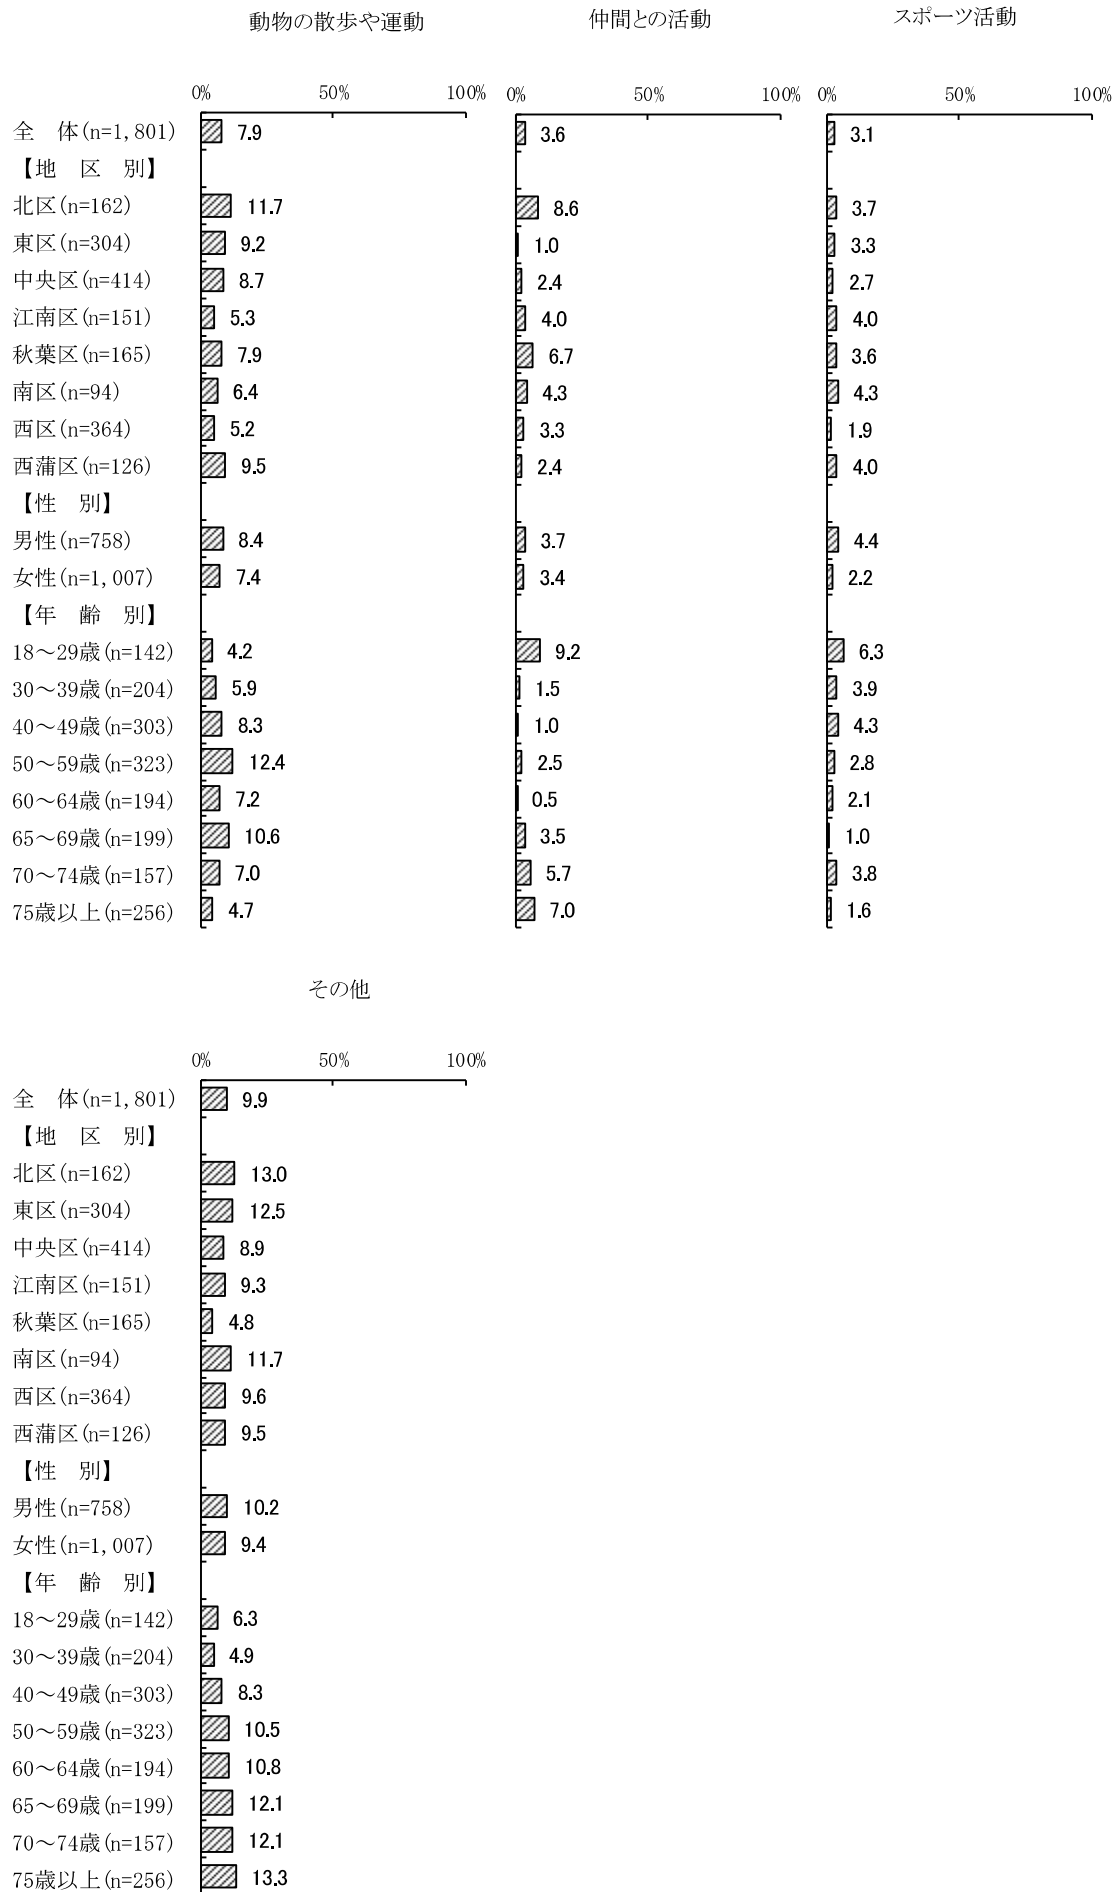 動物の散歩や運動 仲間との活動 スポーツ活動
0% 50% 100% 0% 50% 100% 0% 50% 100%
全 体(n=1,801) 7.9 3.6 3.1
【地 区 別】
北区(n=162) 11.7 8.6 3.7
東区(n=304) 9.2 1.0 3.3
中央区(n=414) 8.7 2.4 2.7
江南区(n=151) 5.3 4.0 4.0
秋葉区(n=165) 7.9 6.7 3.6
南区(n=94) 6.4 4.3 4.3
西区(n=364) 5.2 3.3 1.9
西蒲区(n=126) 9.5 2.4 4.0
【性 別】
男性(n=758) 8.4 3.7 4.4
女性(n=1,007) 7.4 3.4 2.2
【年 齢 別】
18～29歳(n=142) 4.2 9.2 6.3
30～39歳(n=204) 5.9 1.5 3.9
40～49歳(n=303) 8.3 1.0 4.3
50～59歳(n=323) 12.4 2.5 2.8
60～64歳(n=194) 7.2 0.5 2.1
65～69歳(n=199) 10.6 3.5 1.0
70～74歳(n=157) 7.0 5.7 3.8
75歳以上(n=256) 4.7 7.0 1.6
その他
0% 50% 100%
全 体(n=1,801) 9.9
【地 区 別】
北区(n=162) 13.0
東区(n=304) 12.5
中央区(n=414) 8.9
江南区(n=151) 9.3
秋葉区(n=165) 4.8
南区(n=94) 11.7
西区(n=364) 9.6
西蒲区(n=126) 9.5
【性 別】
男性(n=758) 10.2
女性(n=1,007) 9.4
【年 齢 別】
18～29歳(n=142) 6.3
30～39歳(n=204) 4.9
40～49歳(n=303) 8.3
50～59歳(n=323) 10.5
60～64歳(n=194) 10.8
65～69歳(n=199) 12.1
70～74歳(n=157) 12.1
75歳以上(n=256) 13.3